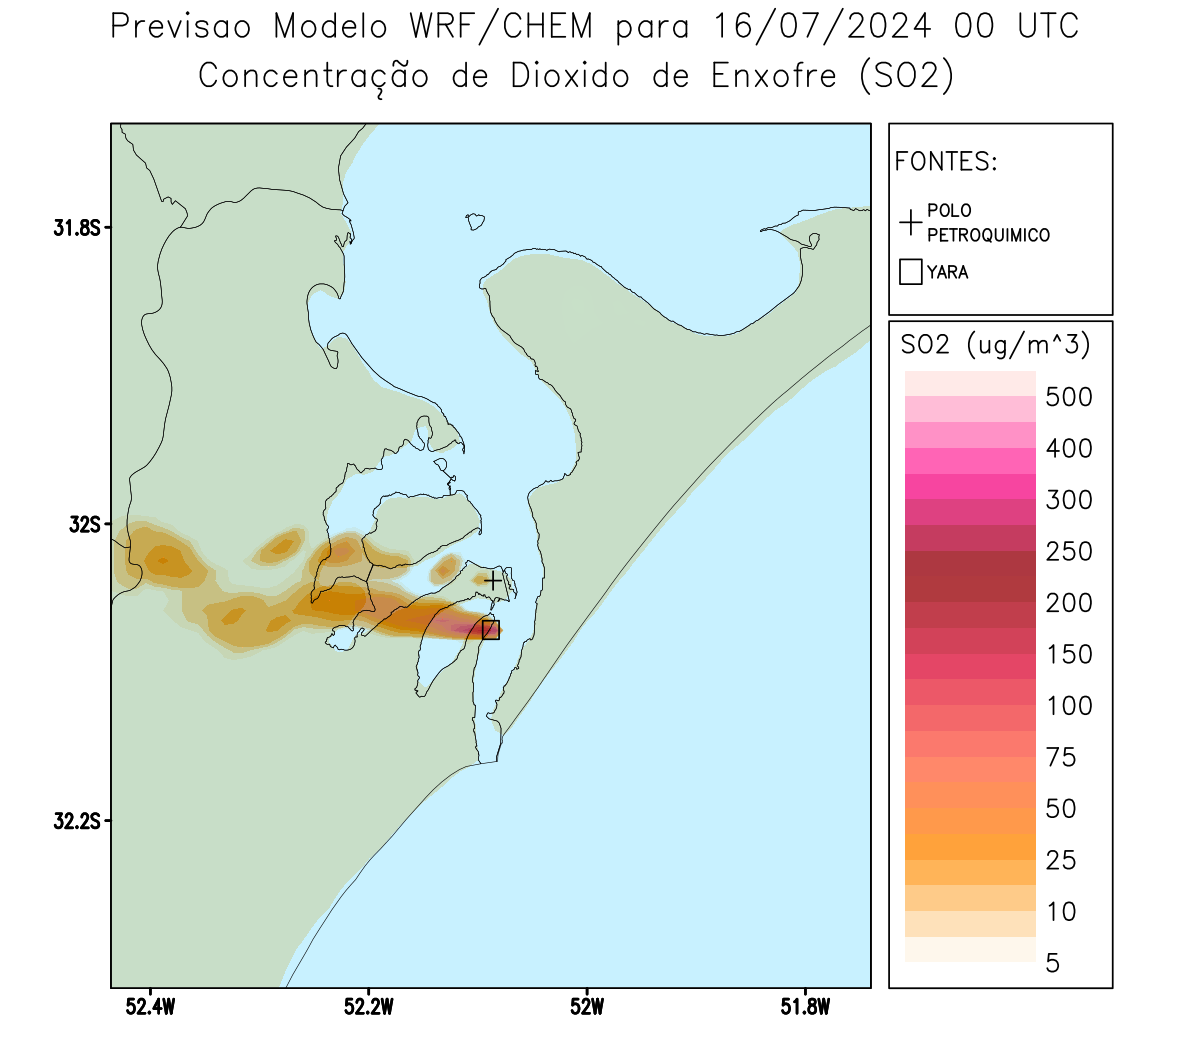 Previsao Modelo WRF/CHEM para 16/07/2024 00 UTC
Concentração de Dioxido de Enxofre (SO2)
FONTES:
POLO
PETROQUIMICO
YARA
SO2 (ug/m^3)
500
400
300
250
200
150
100
75
50
25
10
5
31.8S
32S
32.2S
52.4W
52.2W
52W
51.8W